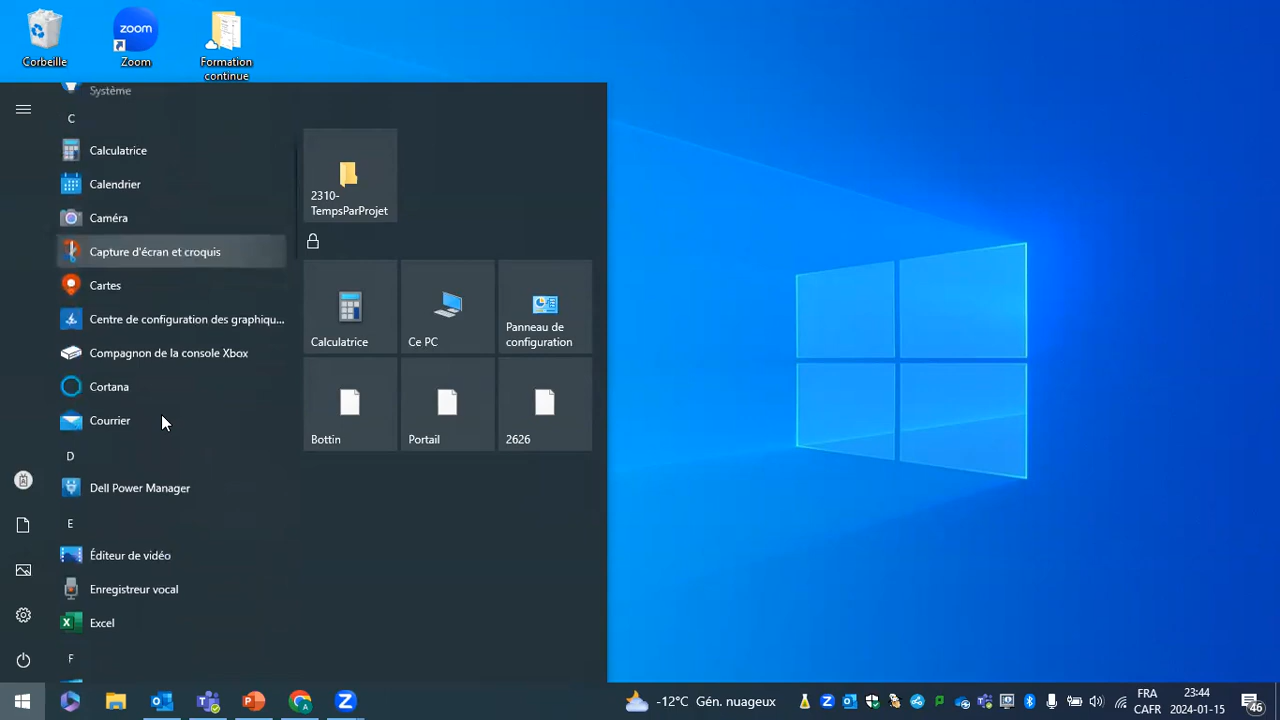 Corbeille
Zoom
zoom
Formation
continue
Système
C
Calculatrice
Calendrier
Caméra
Capture d'écran et croquis
Cartes
Centre de configuration des graphiqu...
Compagnon de la console Xbox
Cortana
Courrier
D
Dell Power Manager
E
Éditeur de vidéo
Enregistreur vocal
Excel
F
2310-
TempsParProjet
Calculatrice
Ce PC
Panneau de
configuration
Bottin
Portail
2626
-12°C Gén. nuageux
FRA
CAFR
23:44
2024-01-15
46